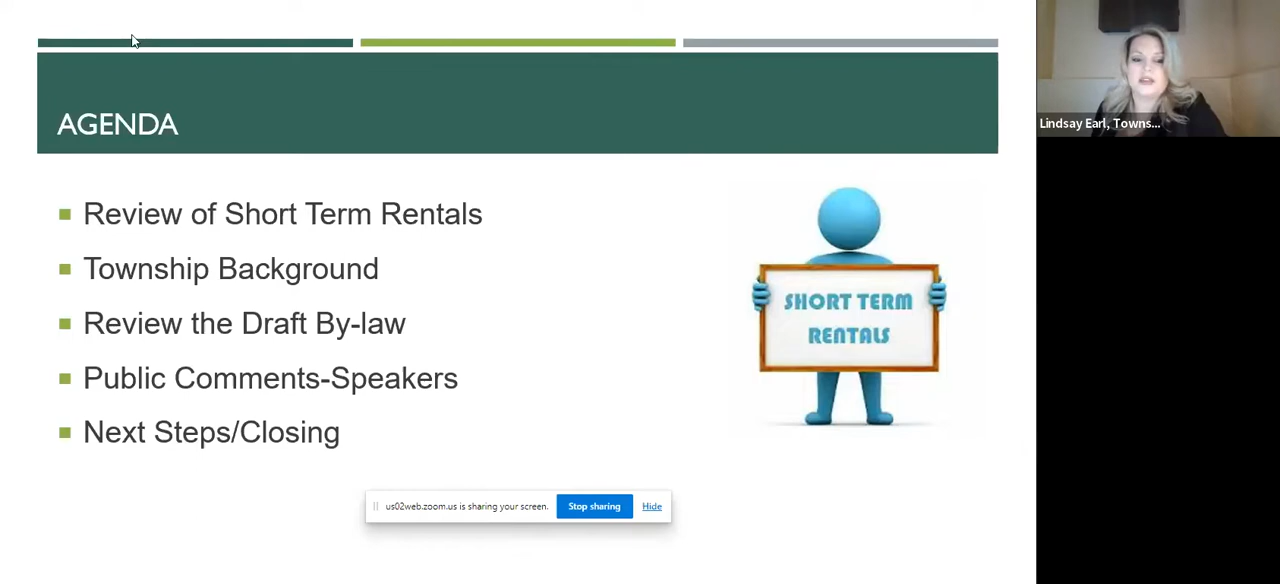 AGENDA
Review of Short Term Rentals
Township Background
Review the Draft By-law
Public Comments-Speakers
Next Steps/Closing
SHORT TERM
RENTALS
us02web.zoom.us is sharing your screen.
Stop sharing
Hide
Lindsay Earl, Towns...